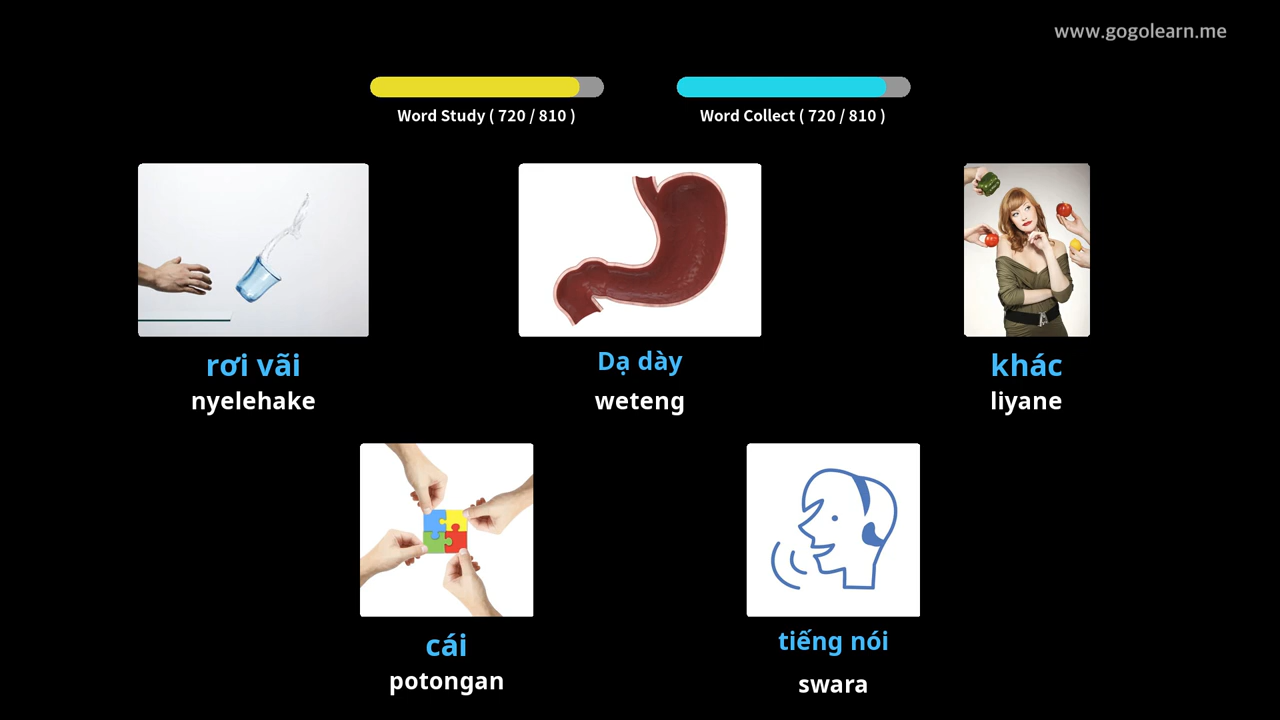 www.gogolearn.me
Word Study ( 720 / 810 )
Word Collect ( 720 / 810 )
rơi vãi
nyelehake
Dạ dày
weteng
khác
liyane
cái
potongan
tiếng nói
swara